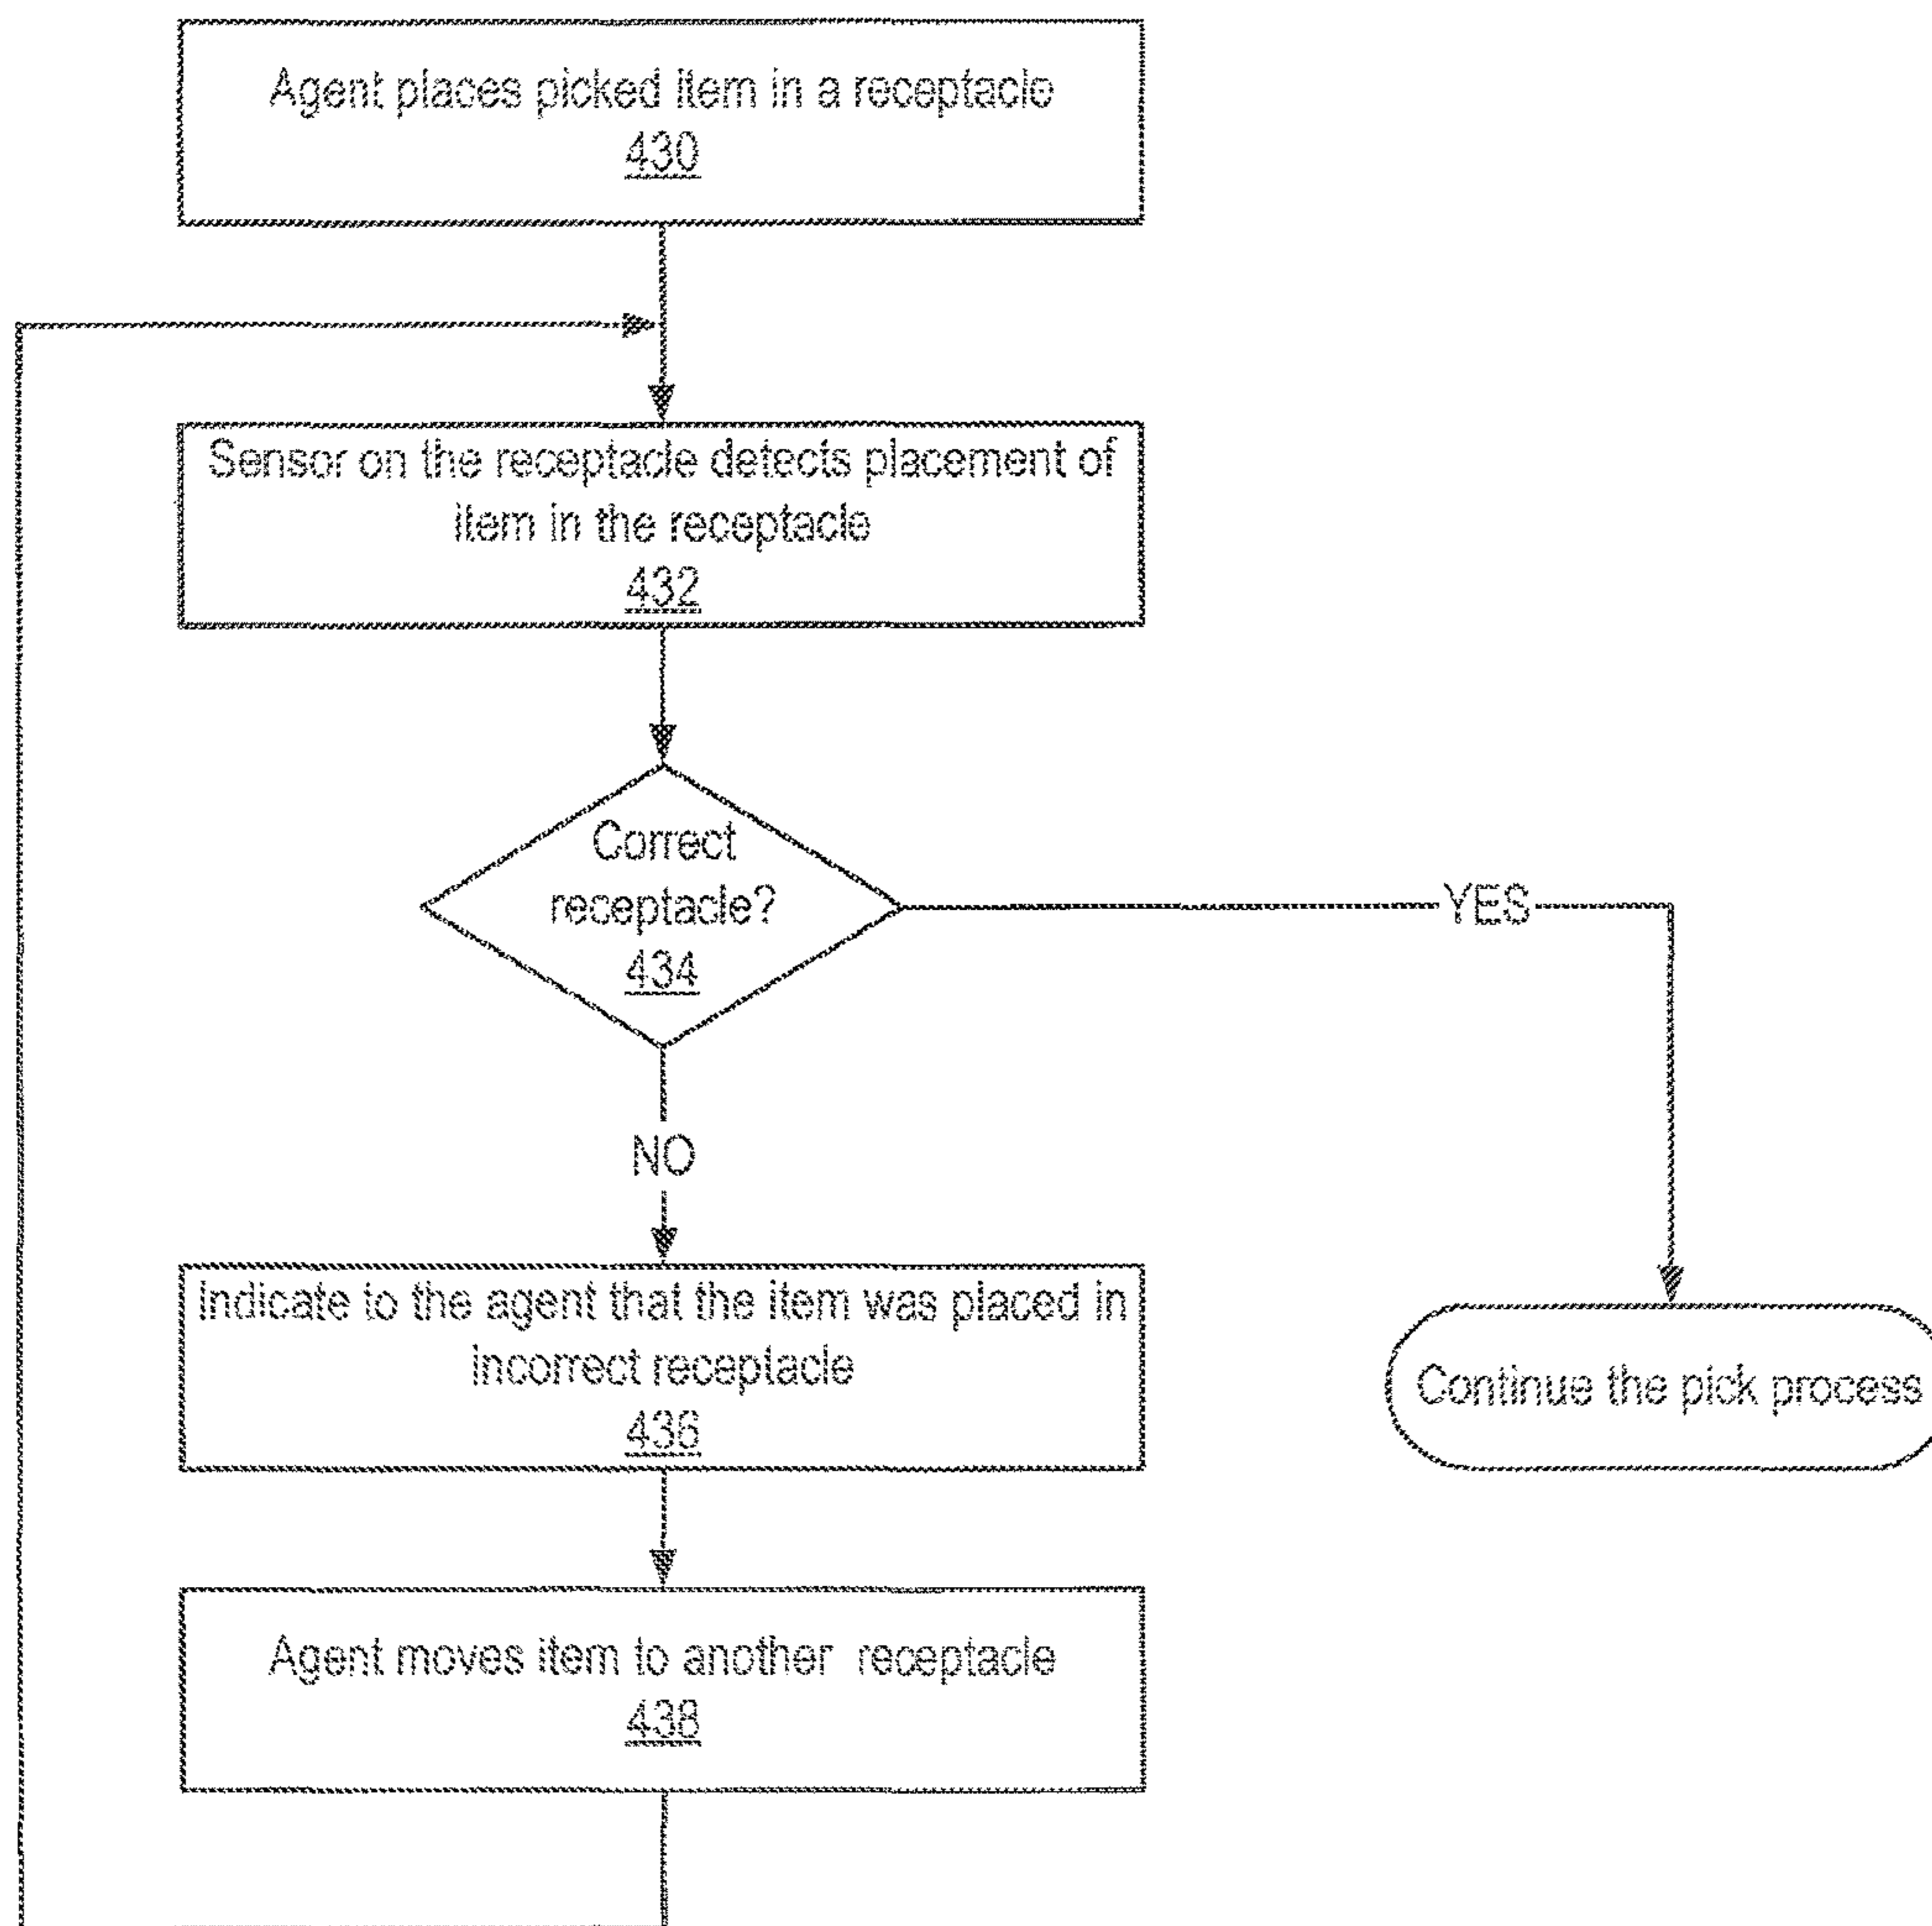 Agent places picked item in a receptacle
430
Sensor on the receptacle detects placement of
item in the receptacle
432
Correct
receptacle?
434
YES
NO
Indicate to the agent that the item was placed in
incorrect receptacle
436
Continue the pick process
Agent moves item to another receptacle
438